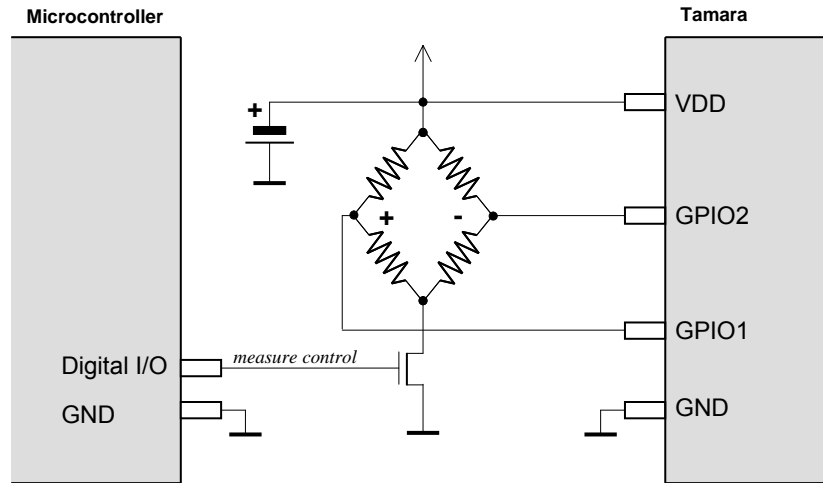 Microcontroller
Tamara
+
VDD
+ -
GPIO2
GPIO1
Digital I/O
measure control
GND
GND